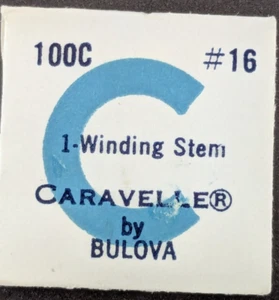 100C #16
1-Winding Stem
CARAVELLE®
by
BULOVA